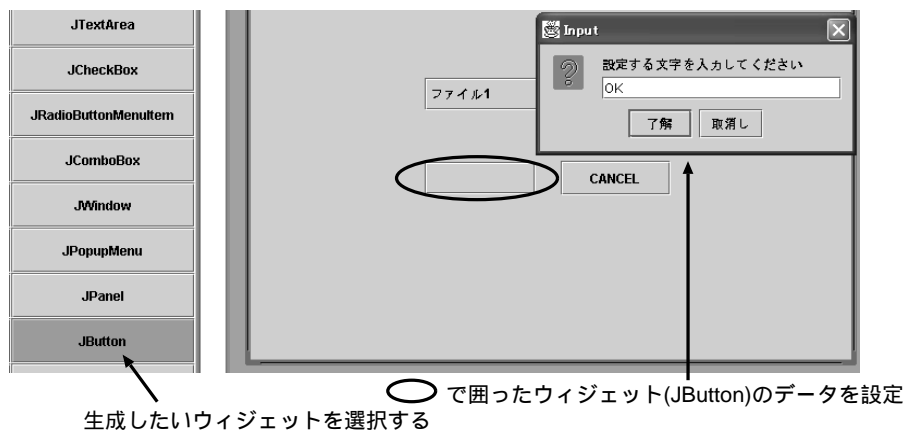 JTextArea
JCheckBox
JRadioButtonMenuItem
JComboBox
JWindow
JPopupMenu
JPanel
JButton
Input
設定する文字を入力してください
OK
了解 取消し
ファイル1
CANCEL
で囲ったウィジェット(JButton)のデータを設定
生成したいウィジェットを選択する